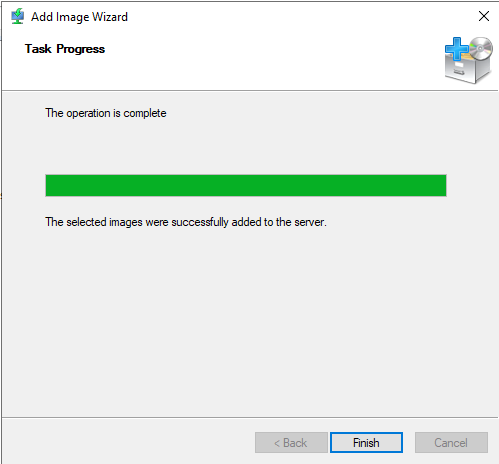 Add Image Wizard
Task Progress
The operation is complete
The selected images were successfully added to the server.
< Back
Finish
Cancel